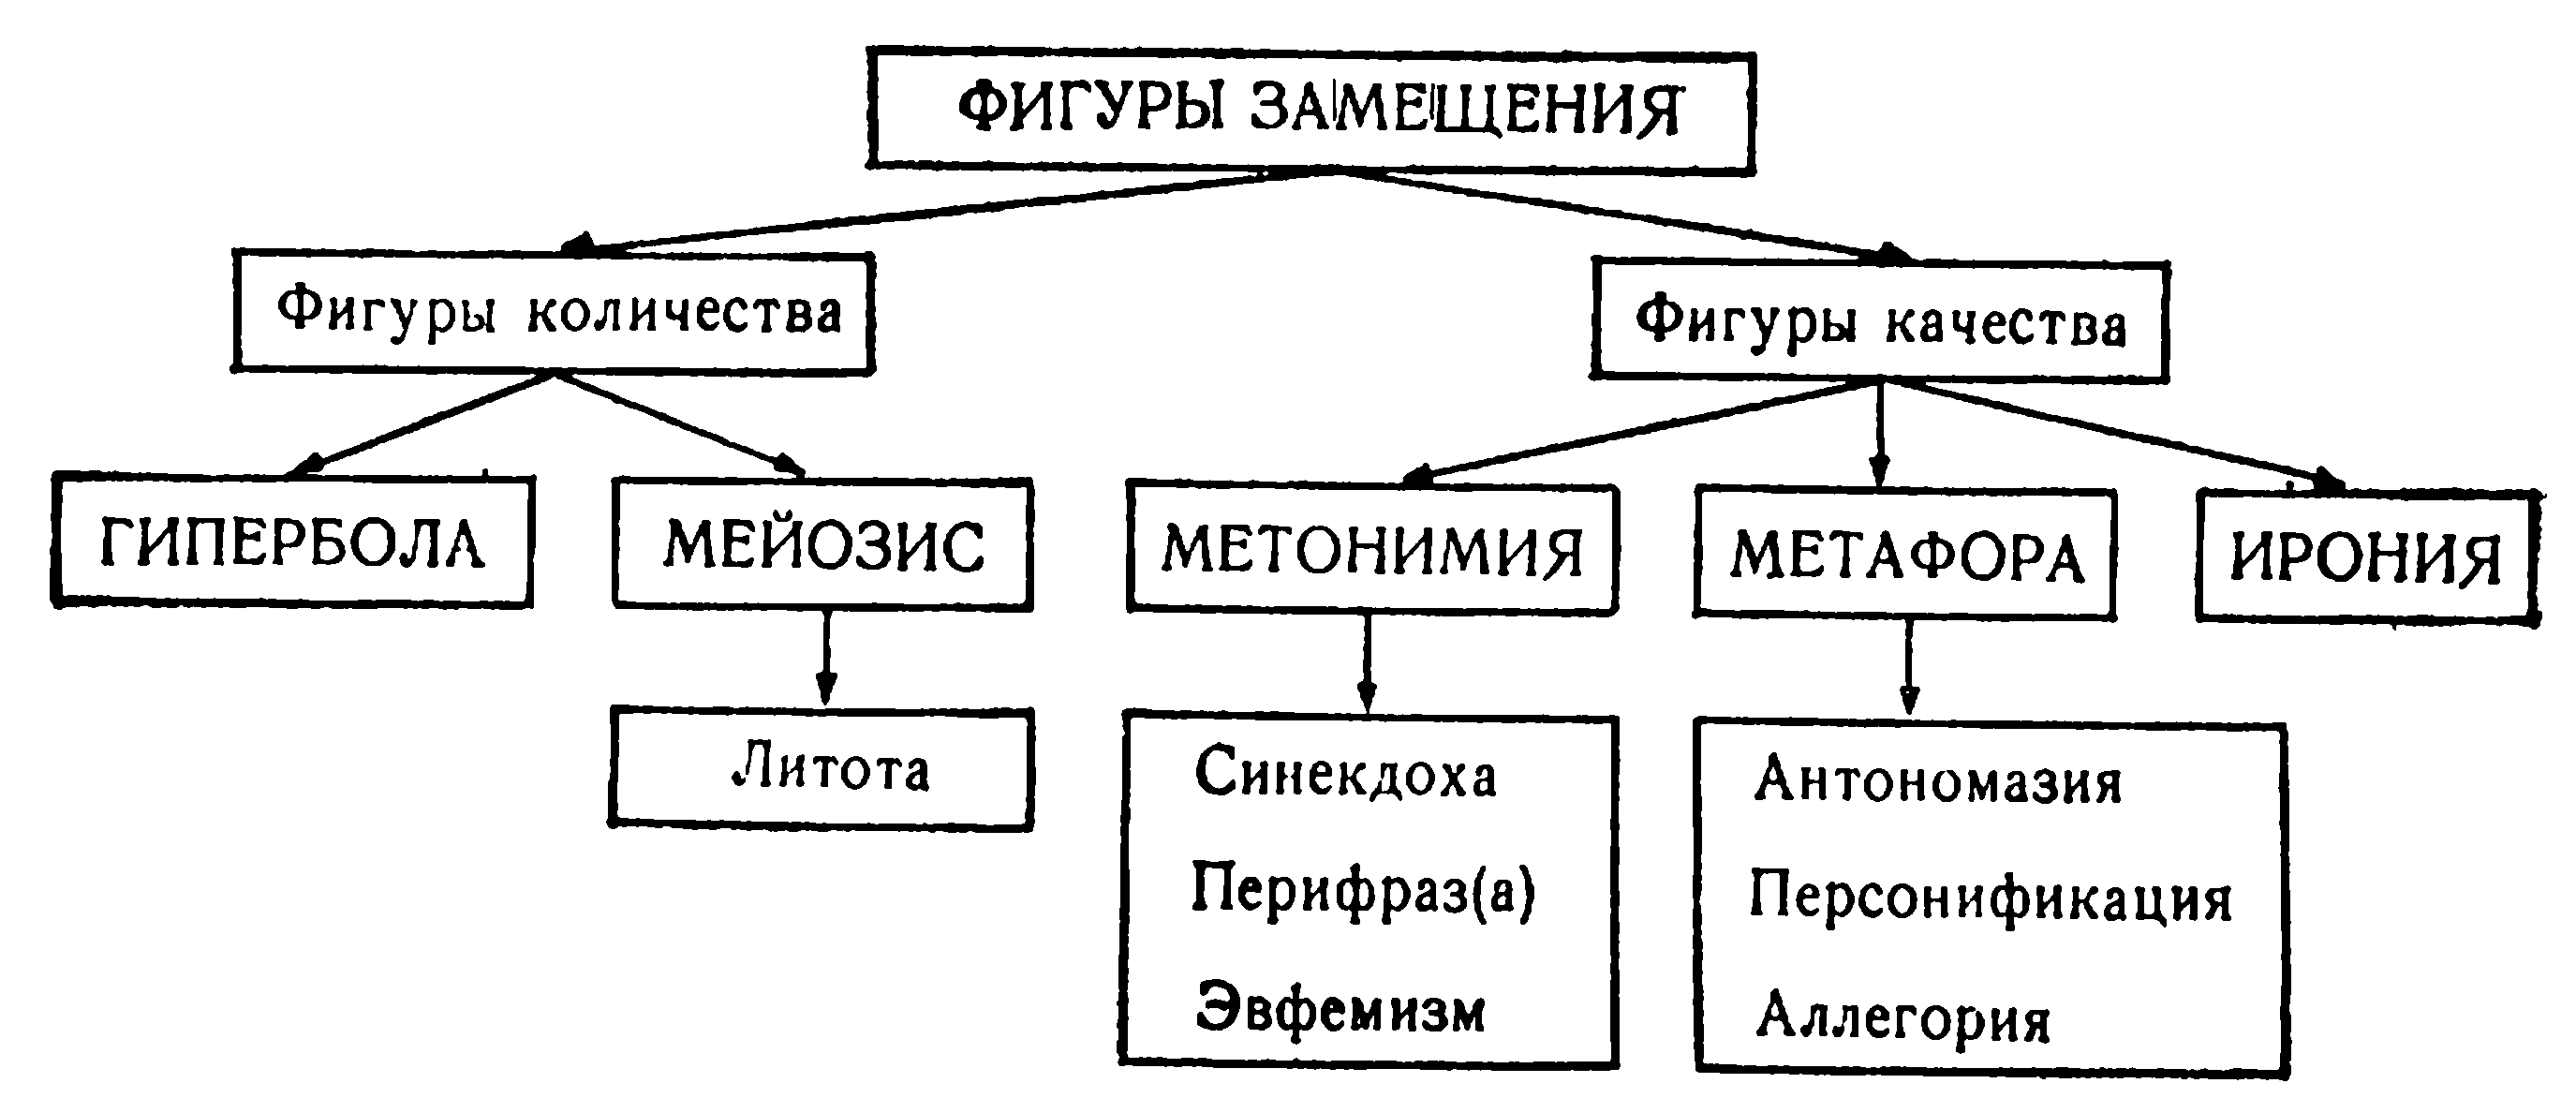 ФИГУРЫ ЗАМЕЩЕНИЯ
Фигуры количества
Фигуры качества
ГИПЕРБОЛА
МЕЙОЗИС
МЕТОНИМИЯ
МЕТАФОРА
ИРОНИЯ
Литота
Синекдоха
Перифраз(а)
Эвфемизм
Антономазия
Персонификация
Аллегория